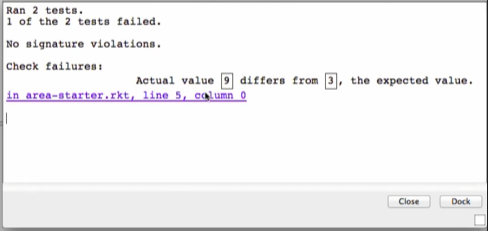 Ran 2 tests.
1 of the 2 tests failed.
No signature violations.
Check failures:
Actual value 9 differs from 3, the expected value.
in area-starter.rkt, line 5, column 0
Close Dock